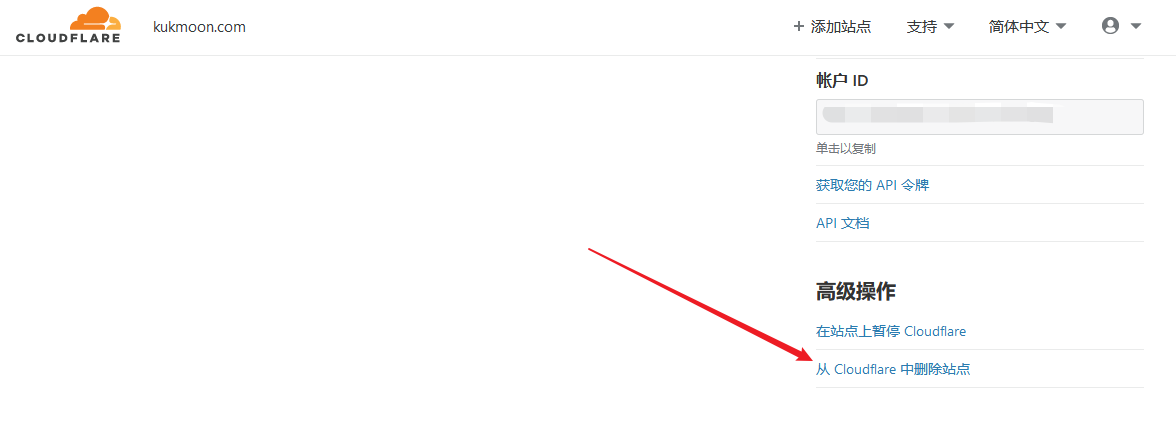 CLOUDFLARE
kukmoon.com
+ 添加站点
支持
简体中文
帐户 ID
单击以复制
获取您的 API 令牌
API 文档
高级操作
在站点上暂停 Cloudflare
从 Cloudflare 中删除站点